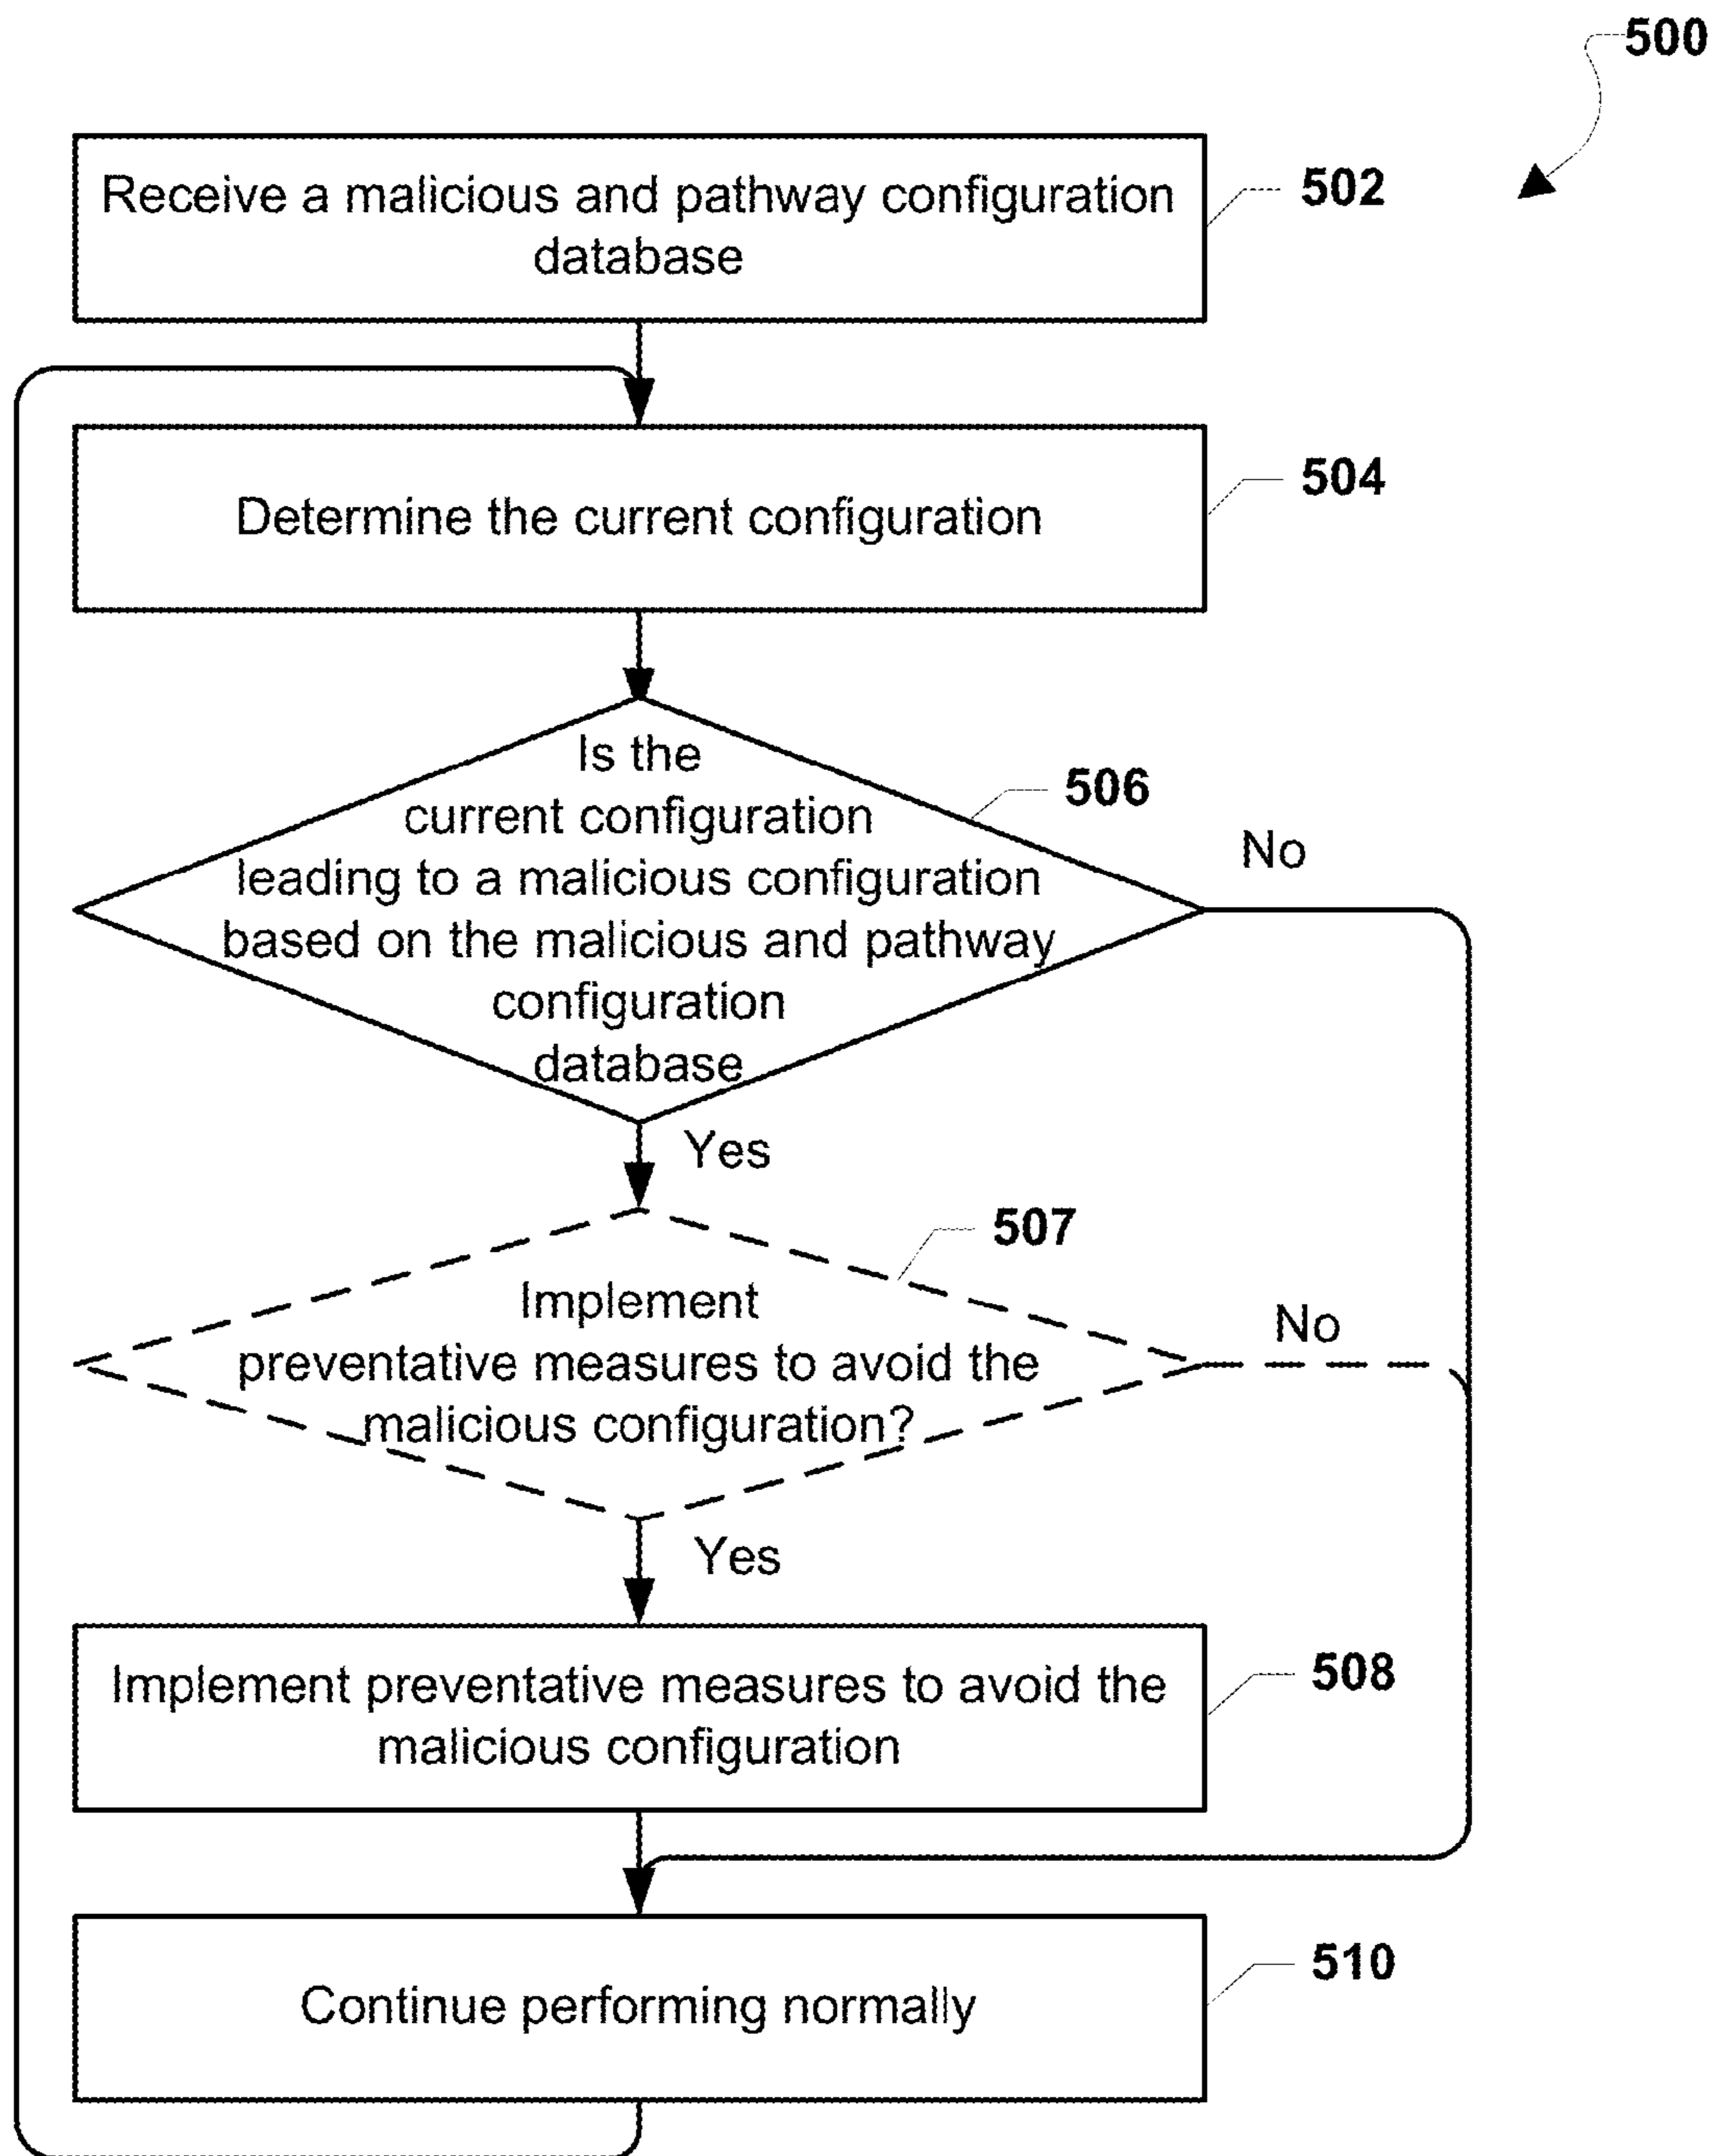 500
Receive a malicious and pathway configuration
database
502
Determine the current configuration
504
Is the
current configuration
leading to a malicious configuration
based on the malicious and pathway
configuration
database
506
No
Yes
507
Implement
preventative measures to avoid the
malicious configuration?
No
Yes
Implement preventative measures to avoid the
malicious configuration
508
Continue performing normally
510